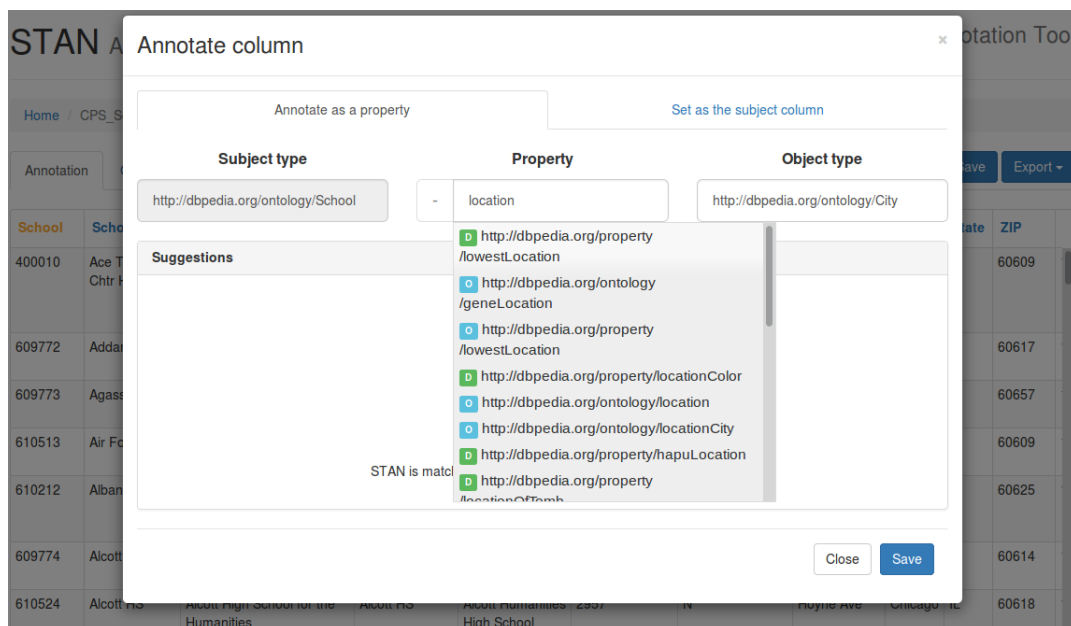 STAN A
Annotate column
×
otation Too
Home / CPS_S
Annotate as a property
Set as the subject column
Annotation
ave
Export
Subject type
Property
Object type
http://dbpedia.org/ontology/School
-
location
http://dbpedia.org/ontology/City
School
Scho
tate
ZIP
D http://dbpedia.org/property
/lowestLocation
Suggestions
400010
Ace T
60609
Chtr H
O http://dbpedia.org/ontology
/geneLocation
O http://dbpedia.org/property
/lowestLocation
609772
Addar
60617
D http://dbpedia.org/property/locationColor
609773
Agass
60657
O http://dbpedia.org/ontology/location
O http://dbpedia.org/ontology/locationCity
610513
Air Fo
60609
D http://dbpedia.org/property/hapuLocation
STAN is matc
D http://dbpedia.org/property
/locationOfTomb
610212
Alban
60625
609774
Alcott
60614
Close
Save
610524
Alcott HS
Alcott High School for the
Humanities
Alcott HS
Alcott Humanities
High School
2957
N
Hoyne Ave
Chicago
IL
60618